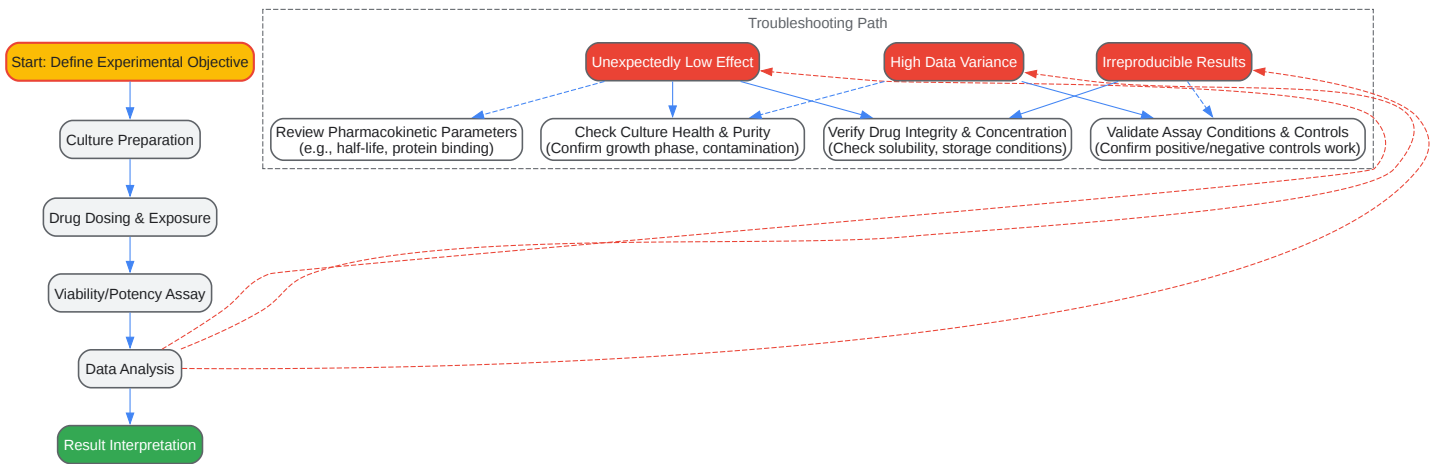 Troubleshooting Path
Start: Define Experimental Objective
Unexpectedly Low Effect
High Data Variance
Irreproducible Results
Culture Preparation
Review Pharmacokinetic Parameters
(e.g., half-life, protein binding)
Check Culture Health & Purity
(Confirm growth phase, contamination)
Verify Drug Integrity & Concentration
(Check solubility, storage conditions)
Validate Assay Conditions & Controls
(Confirm positive/negative controls work)
Drug Dosing & Exposure
Viability/Potency Assay
Data Analysis
Result Interpretation